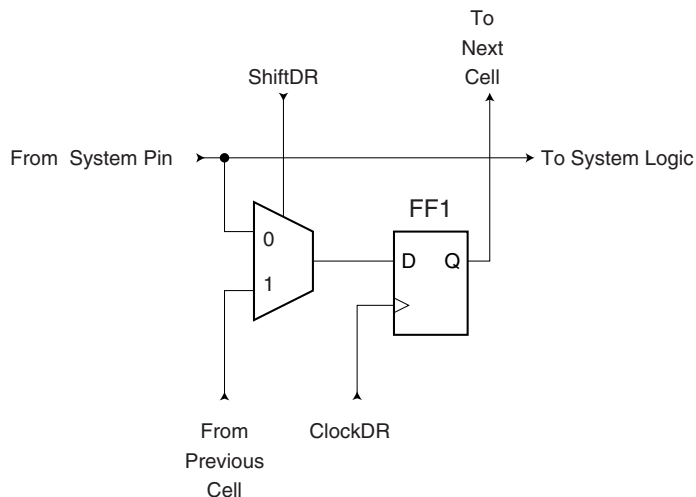 To
Next
Cell
ShiftDR
From System Pin
To System Logic
FF1
0
D Q
1
From
Previous
Cell
ClockDR